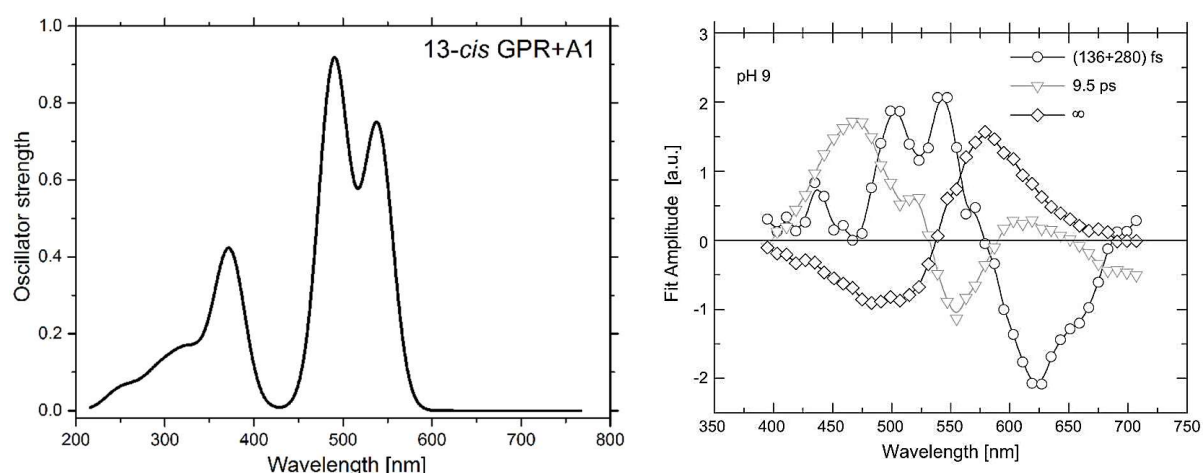 1.0
0.8
0.6
0.4
0.2
0.0
Oscillator strength
13-cis GPR+A1
200 300 400 500 600 700 800
Wavelength [nm]
3
2
1
0
-1
-2
Fit Amplitude [a.u.]
pH 9
(136+280) fs
9.5 ps
∞
350 400 450 500 550 600 650 700 750
Wavelength [nm]